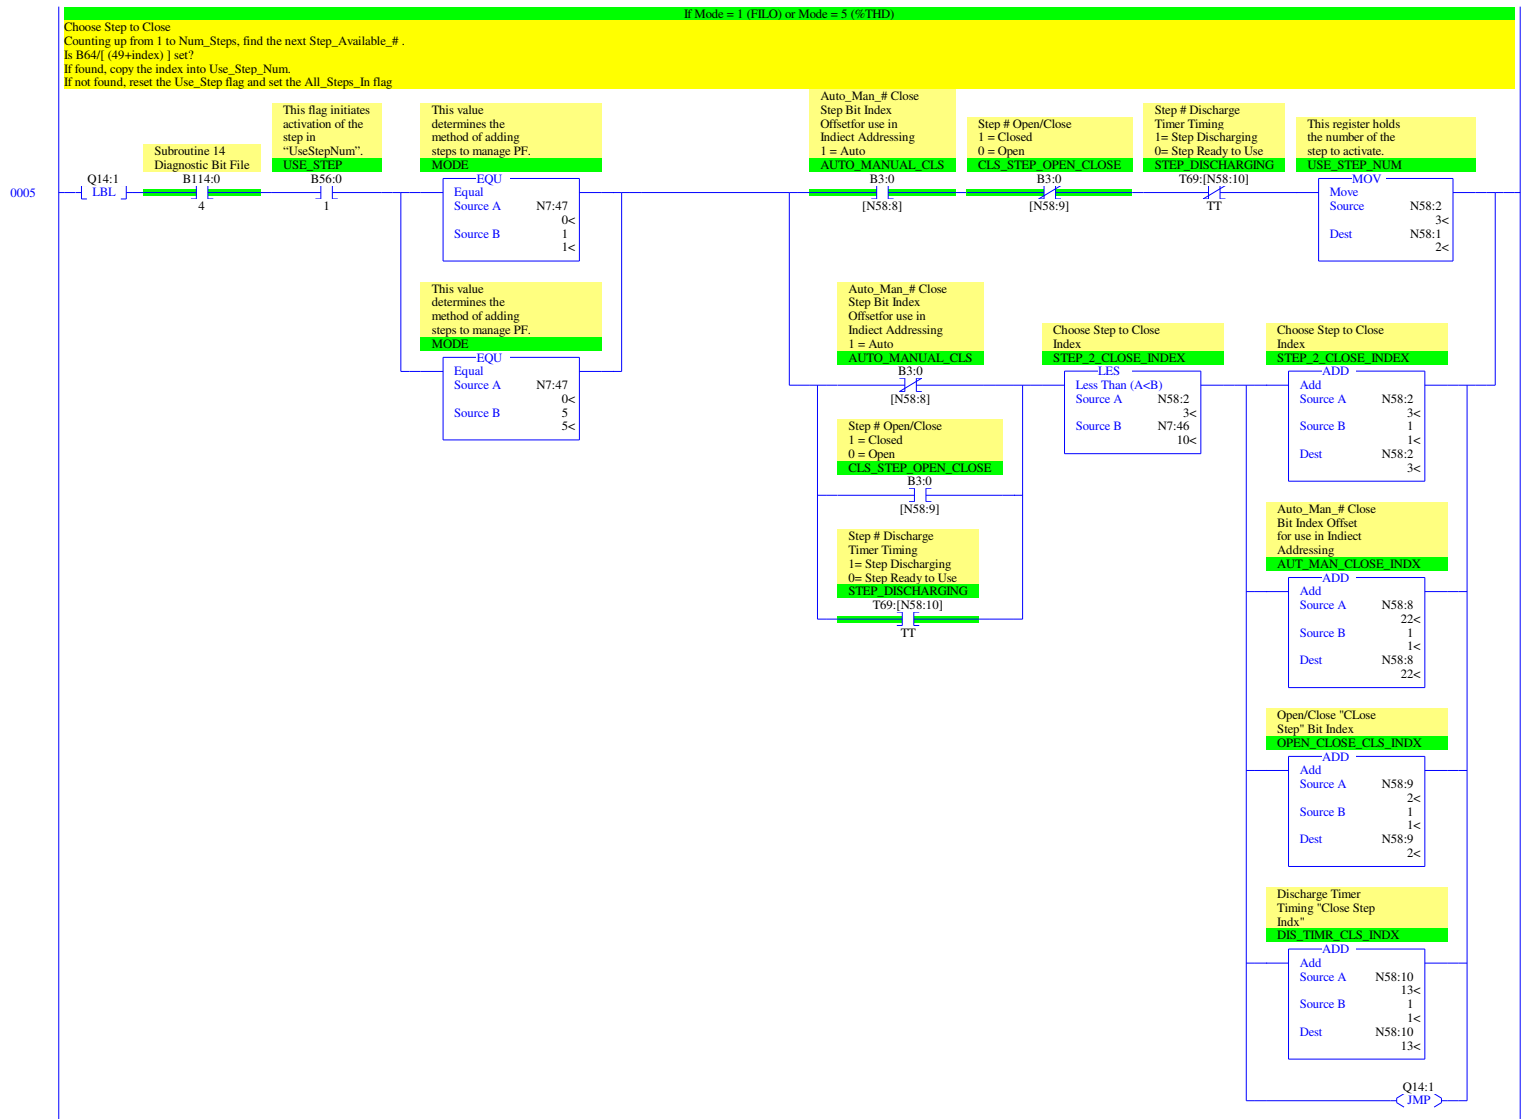 If Mode = 1 (FILO) or Mode = 5 (%THD)
Choose Step to Close
Counting up from 1 to Num_Steps, find the next Step_Available_# .
Is B64/[ (49+index) ] set?
If found, copy the index into Use_Step_Num.
If not found, reset the Use_Step flag and set the All_Steps_In flag
0005
Q14:1
LBL
Subroutine 14
Diagnostic Bit File
B114:0
4
This flag initiates
activation of the
step in
“UseStepNum”.
USE_STEP
B56:0
1
This value
determines the
method of adding
steps to manage PF.
MODE
EQU
Equal
Source A N7:47
0<
Source B 1
1<
This value
determines the
method of adding
steps to manage PF.
MODE
EQU
Equal
Source A N7:47
0<
Source B 5
5<
Auto_Man_# Close
Step Bit Index
Offsetfor use in
Indiect Addressing
1 = Auto
AUTO_MANUAL_CLS
B3:0
[N58:8]
Step # Open/Close
1 = Closed
0 = Open
CLS_STEP_OPEN_CLOSE
B3:0
[N58:9]
Step # Discharge
Timer Timing
1= Step Discharging
0= Step Ready to Use
STEP_DISCHARGING
T69:[N58:10]
TT
This register holds
the number of the
step to activate.
USE_STEP_NUM
MOV
Move
Source N58:2
3<
Dest N58:1
2<
Auto_Man_# Close
Step Bit Index
Offsetfor use in
Indiect Addressing
1 = Auto
AUTO_MANUAL_CLS
B3:0
[N58:8]
Step # Open/Close
1 = Closed
0 = Open
CLS_STEP_OPEN_CLOSE
B3:0
[N58:9]
Step # Discharge
Timer Timing
1= Step Discharging
0= Step Ready to Use
STEP_DISCHARGING
T69:[N58:10]
TT
Choose Step to Close
Index
STEP_2_CLOSE_INDEX
LES
Less Than (A<B)
Source A N58:2
3<
Source B N7:46
10<
Choose Step to Close
Index
STEP_2_CLOSE_INDEX
ADD
Add
Source A N58:2
3<
Source B 1
1<
Dest N58:2
3<
Auto_Man_# Close
Bit Index Offset
for use in Indiect
Addressing
AUT_MAN_CLOSE_INDX
ADD
Add
Source A N58:8
22<
Source B 1
1<
Dest N58:8
22<
Open/Close "CLose
Step" Bit Index
OPEN_CLOSE_CLS_INDX
ADD
Add
Source A N58:9
2<
Source B 1
1<
Dest N58:9
2<
Discharge Timer
Timing "Close Step
Indx"
DIS_TIMR_CLS_INDX
ADD
Add
Source A N58:10
13<
Source B 1
1<
Dest N58:10
13<
Q14:1
JMP